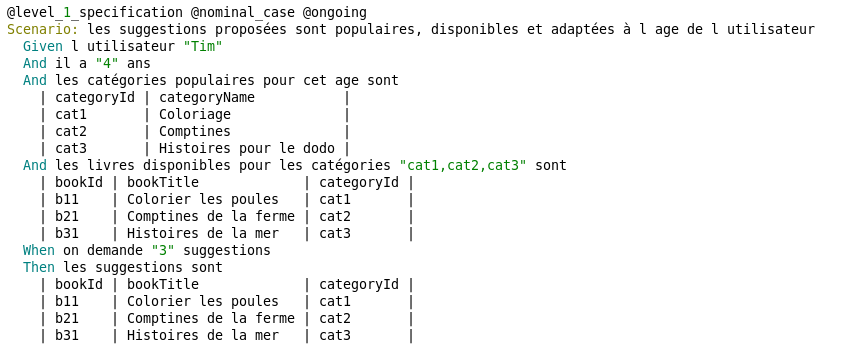 @level_1_specification @nominal_case @ongoing
Scenario: les suggestions proposées sont populaires, disponibles et adaptées à l age de l utilisateur
  Given l utilisateur "Tim"
  And il a "4" ans
  And les catégories populaires pour cet age sont
    | categoryId | categoryName           |
    | cat1       | Coloriage              |
    | cat2       | Comptines              |
    | cat3       | Histoires pour le dodo |
  And les livres disponibles pour les catégories "cat1,cat2,cat3" sont
    | bookId | bookTitle             | categoryId |
    | b11    | Colorier les poules   | cat1       |
    | b21    | Comptines de la ferme | cat2       |
    | b31    | Histoires de la mer   | cat3       |
  When on demande "3" suggestions
  Then les suggestions sont
    | bookId | bookTitle             | categoryId |
    | b11    | Colorier les poules   | cat1       |
    | b21    | Comptines de la ferme | cat2       |
    | b31    | Histoires de la mer   | cat3       |